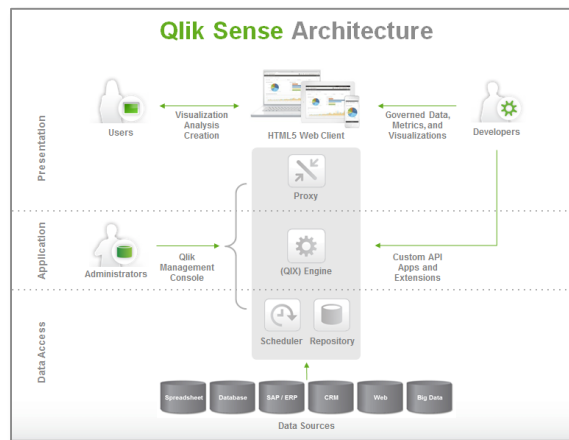 Qlik Sense Architecture
Presentation
Users
Visualization
Analysis
Creation
HTML5 Web Client
Governed Data,
Metrics, and
Visualizations
Developers
Proxy
Application
Administrators
Qlik
Management
Console
(QIX) Engine
Custom API
Apps and
Extensions
Data Access
Scheduler
Repository
Spreadsheet
Database
SAP / ERP
CRM
Web
Big Data
Data Sources